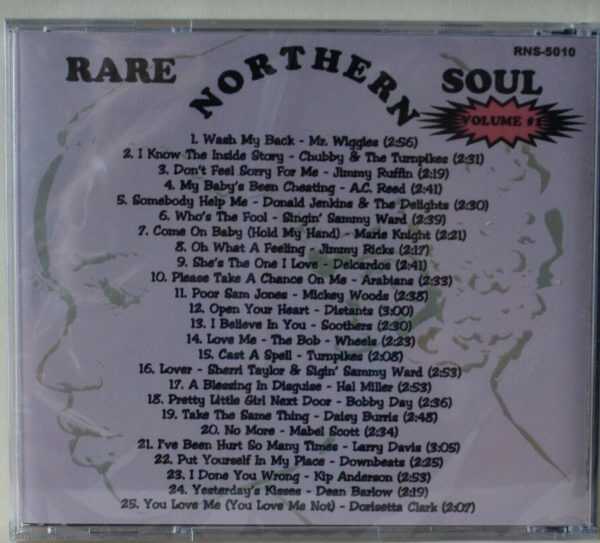 RNS-5010
RARE NORTHERN SOUL
VOLUME #1
1. Wash My Back - Mr. Wiggles (2:56)
2. I Know The Inside Story - Chubby & The Turnpikes (2:31)
3. Don't Feel Sorry For Me - Jimmy Ruffin (2:19)
4. My Baby's Been Cheating - A.C. Reed (2:41)
5. Somebody Help Me - Donald Jenkins & The Delights (2:30)
6. Who's The Fool - Singin' Sammy Ward (2:39)
7. Come On Baby (Hold My Hand) - Marie Knight (2:21)
8. Oh What A Feeling - Jimmy Ricks (2:17)
9. She's The One I Love - Delcardos (2:41)
10. Please Take A Chance On Me - Arabians (2:33)
11. Poor Sam Jones - Mickey Woods (2:38)
12. Open Your Heart - Distants (3:00)
13. I Believe In You - Soothers (2:30)
14. Love Me - The Bob - Wheels (2:23)
15. Cast A Spell - Turnpikes (2:08)
16. Lover - Sherri Taylor & Sigin' Sammy Ward (2:53)
17. A Blessing In Disguise - Hal Miller (2:53)
18. Pretty Little Girl Next Door - Bobby Day (2:36)
19. Take The Same Thing - Daisy Burris (2:48)
20. No More - Mabel Scott (2:34)
21. I've Been Hurt So Many Times - Larry Davis (3:05)
22. Put Yourself In My Place - Downbeats (2:25)
23. I Done You Wrong - Kip Anderson (2:53)
24. Yesterday's Kisses - Dean Barlow (2:19)
25. You Love Me (You Love Me Not) - Dorisetta Clark (2:07)